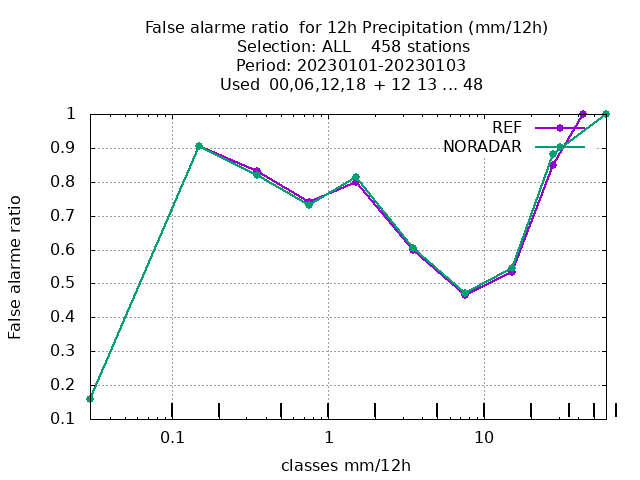 False alarme ratio  for 12h Precipitation (mm/12h)
Selection: ALL    458 stations
Period: 20230101-20230103
Used  00,06,12,18  + 12 13 ... 48
REF
NORADAR
1
0.9
0.8
0.7
0.6
0.5
0.4
0.3
0.2
0.1
False alarme ratio
0.1
1
10
classes mm/12h